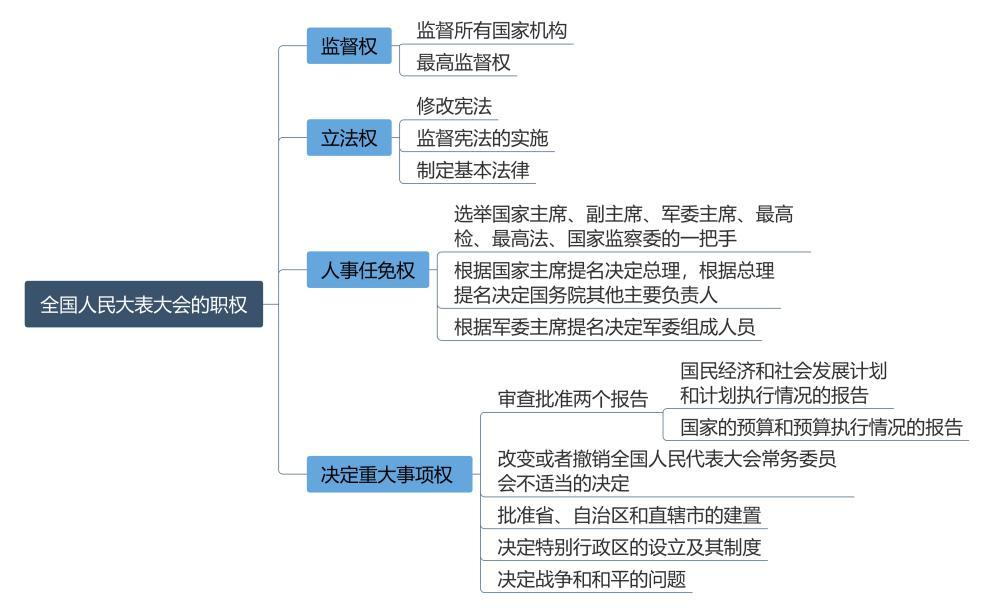 全国人民大表大会的职权
监督权
监督所有国家机构
最高监督权
立法权
修改宪法
监督宪法的实施
制定基本法律
人事任免权
选举国家主席、副主席、军委主席、最高
检、最高法、国家监察委的一把手
根据国家主席提名决定总理，根据总理
提名决定国务院其他主要负责人
根据军委主席提名决定军委组成人员
决定重大事项权
审查批准两个报告
国民经济和社会发展计划
和计划执行情况的报告
国家的预算和预算执行情况的报告
改变或者撤销全国人民代表大会常务委员
会不适当的决定
批准省、自治区和直辖市的建置
决定特别行政区的设立及其制度
决定战争和和平的问题